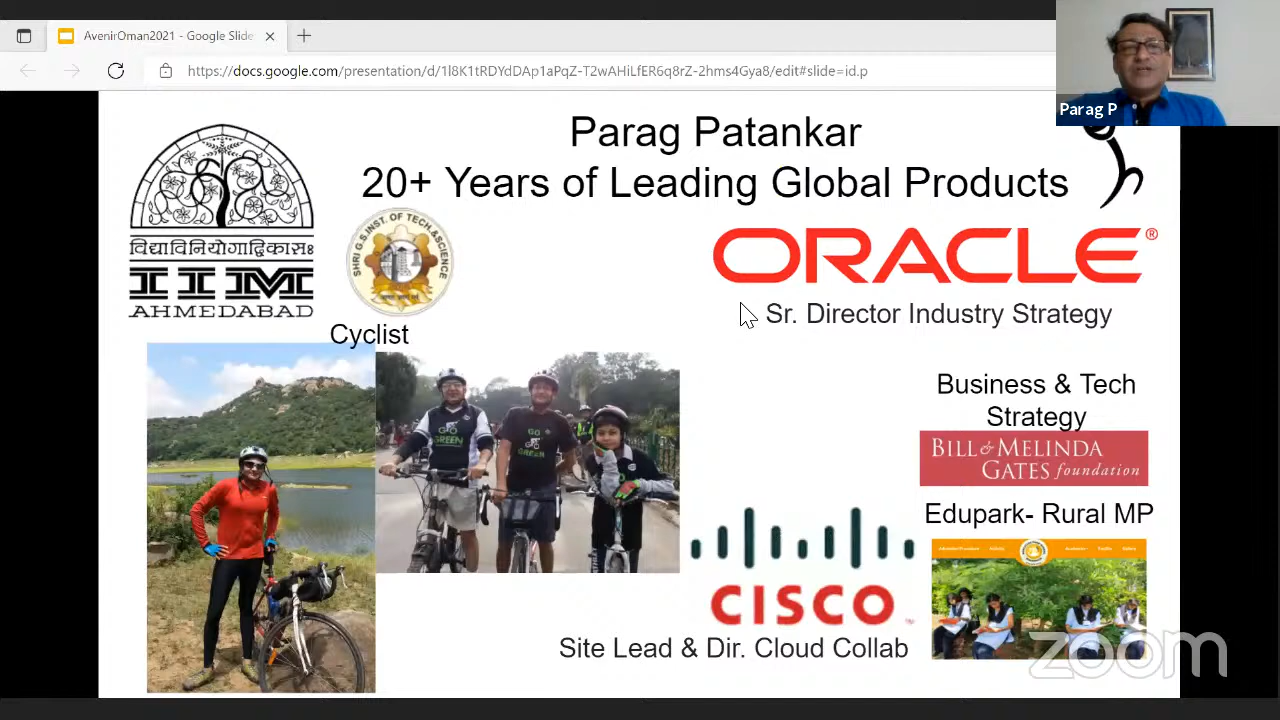 AvenirOman2021 - Google Slide
https://docs.google.com/presentation/d/1I8K1tRDYdDAp1aPqZ-T2wAHiLfER6q8rZ-2hms4Gya8/edit#slide=id.p
Parag P
Parag Patankar
20+ Years of Leading Global Products
विद्याविनियोगाद्विकासः
IIM
AHMEDABAD
SHRI G.S. INST. OF TECH. & SCIENCE
ORACLE®
Sr. Director Industry Strategy
Cyclist
GO
GREEN
GO
GREEN
Business & Tech
Strategy
BILL & MELINDA
GATES foundation
Edupark- Rural MP
CISCO™
Site Lead & Dir. Cloud Collab
zoom